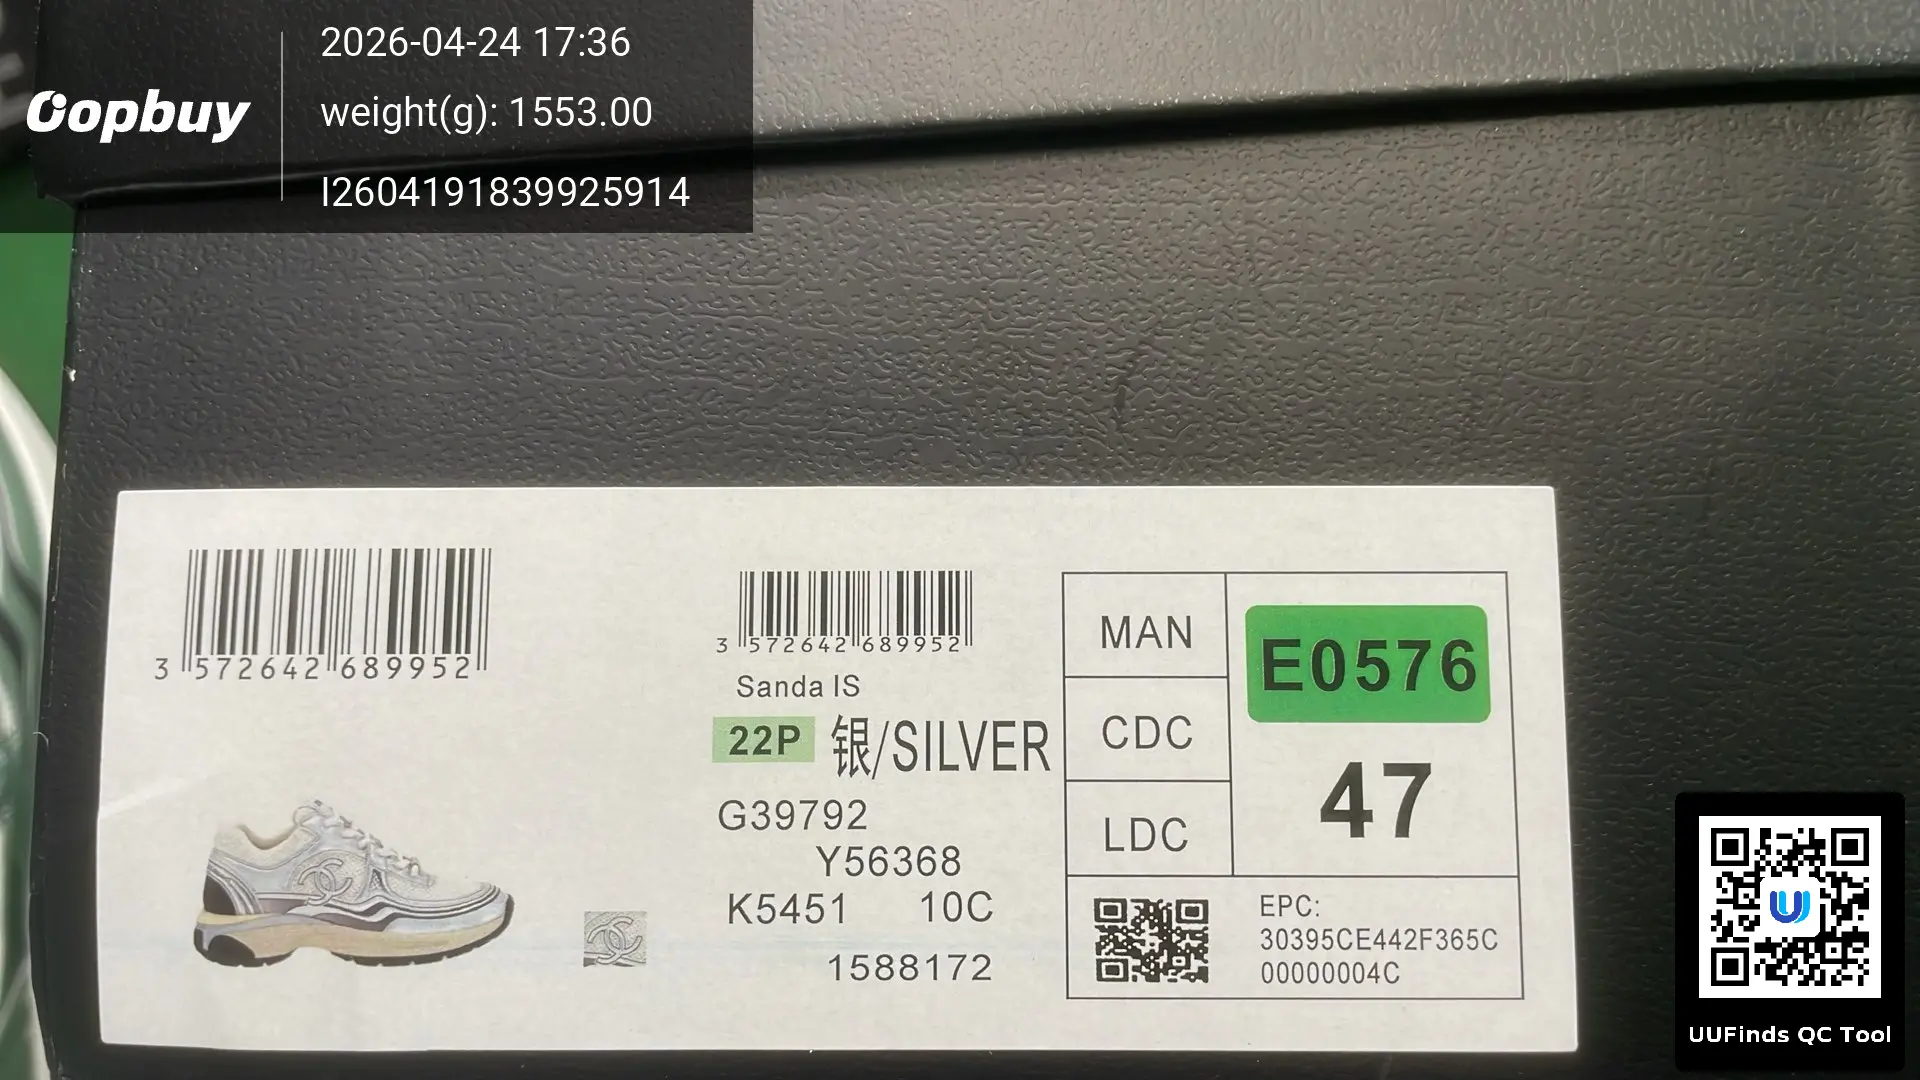 Oopbuy
2026-04-24 17:36
weight(g): 1553.00
I2604191839925914
3 572642 689952
3 572642 689952
Sanda IS
22P 银/SILVER
G39792
Y56368
K5451 10C
1588172
MAN
CDC
LDC
E0576
47
EPC:
30395CE442F365C
00000004C
UUFinds QC Tool